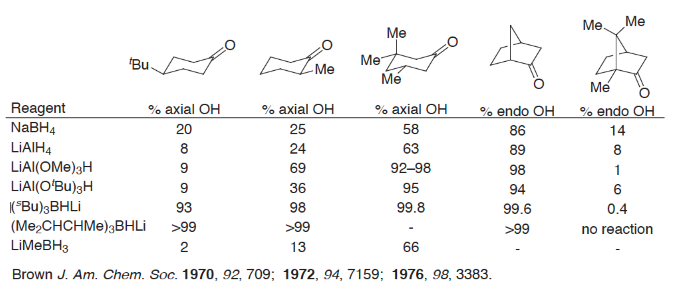 Me Me Me
O O O O O
ᵗBu Me Me Me Me
Reagent % axial OH % axial OH % axial OH % endo OH % endo OH
NaBH₄ 20 25 58 86 14
LiAlH₄ 8 24 63 89 8
LiAl(OMe)₃H 9 69 92–98 98 1
LiAl(OᵗBu)₃H 9 36 95 94 6
(ˢBu)₃BHLi 93 98 99.8 99.6 0.4
(Me₂CHCHMe)₃BHLi >99 >99 - >99 no reaction
LiMeBH₃ 2 13 66 - -
Brown J. Am. Chem. Soc. 1970, 92, 709; 1972, 94, 7159; 1976, 98, 3383.